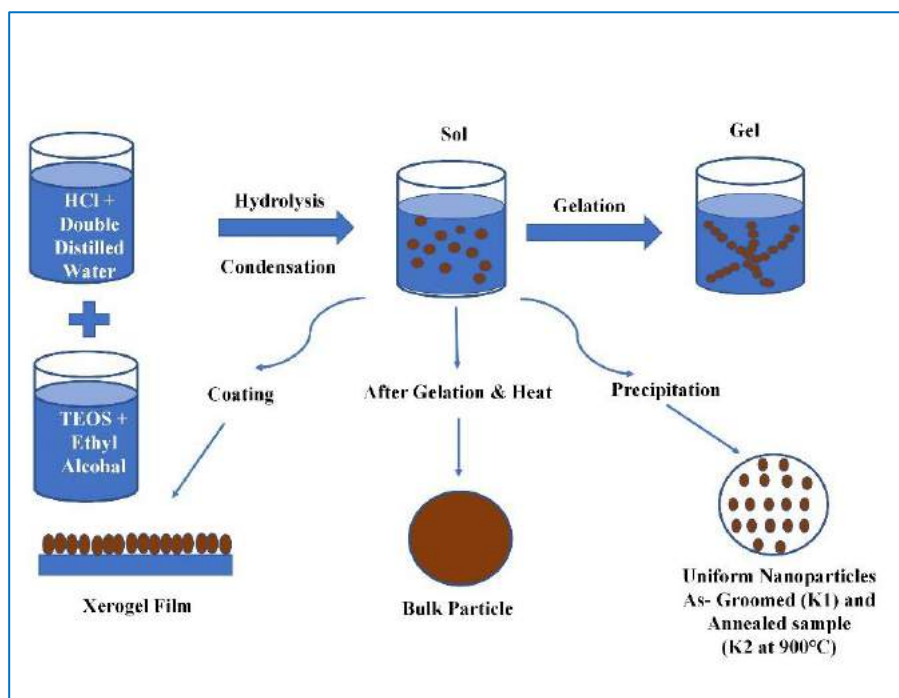 Sol
Gel
HCl +
Double
Distilled
Water
Hydrolysis
Condensation
Gelation
TEOS +
Ethyl
Alcohal
Coating
After Gelation & Heat
Precipitation
Xerogel Film
Bulk Particle
Uniform Nanoparticles
As- Groomed (K1) and
Annealed sample
(K2 at 900°C)